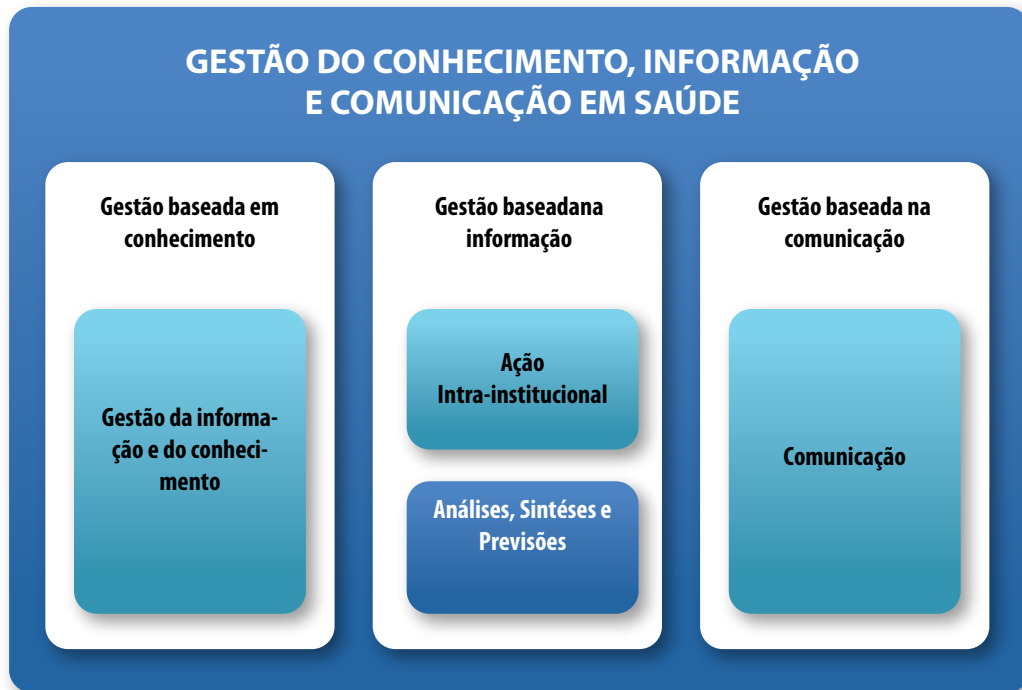 GESTÃO DO CONHECIMENTO, INFORMAÇÃO
E COMUNICAÇÃO EM SAÚDE
Gestão baseada em
conhecimento
Gestão da informa-
ção e do conheci-
mento
Gestão baseadana
informação
Ação
Intra-institucional
Análises, Sintéses e
Previsões
Gestão baseada na
comunicação
Comunicação